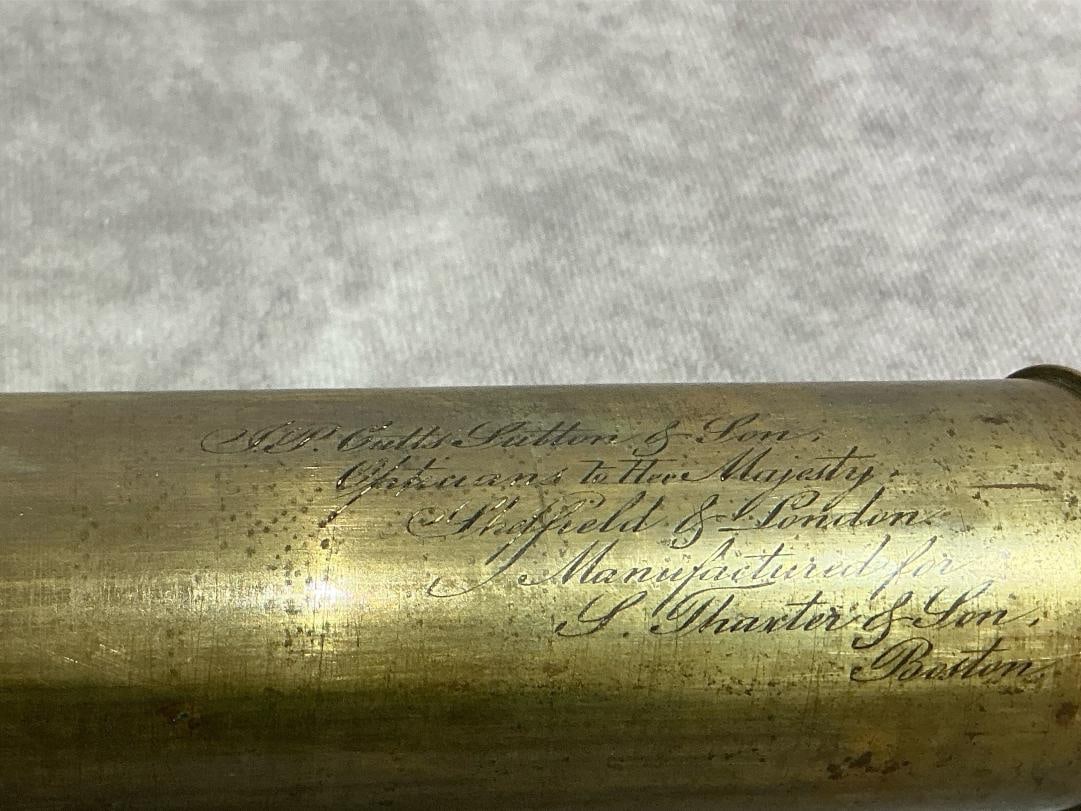 J.P. Cutts Sutton & Son,
Opticians to Her Majesty,
Sheffield & London
Manufactured for
S. Thaxter & Son,
Boston